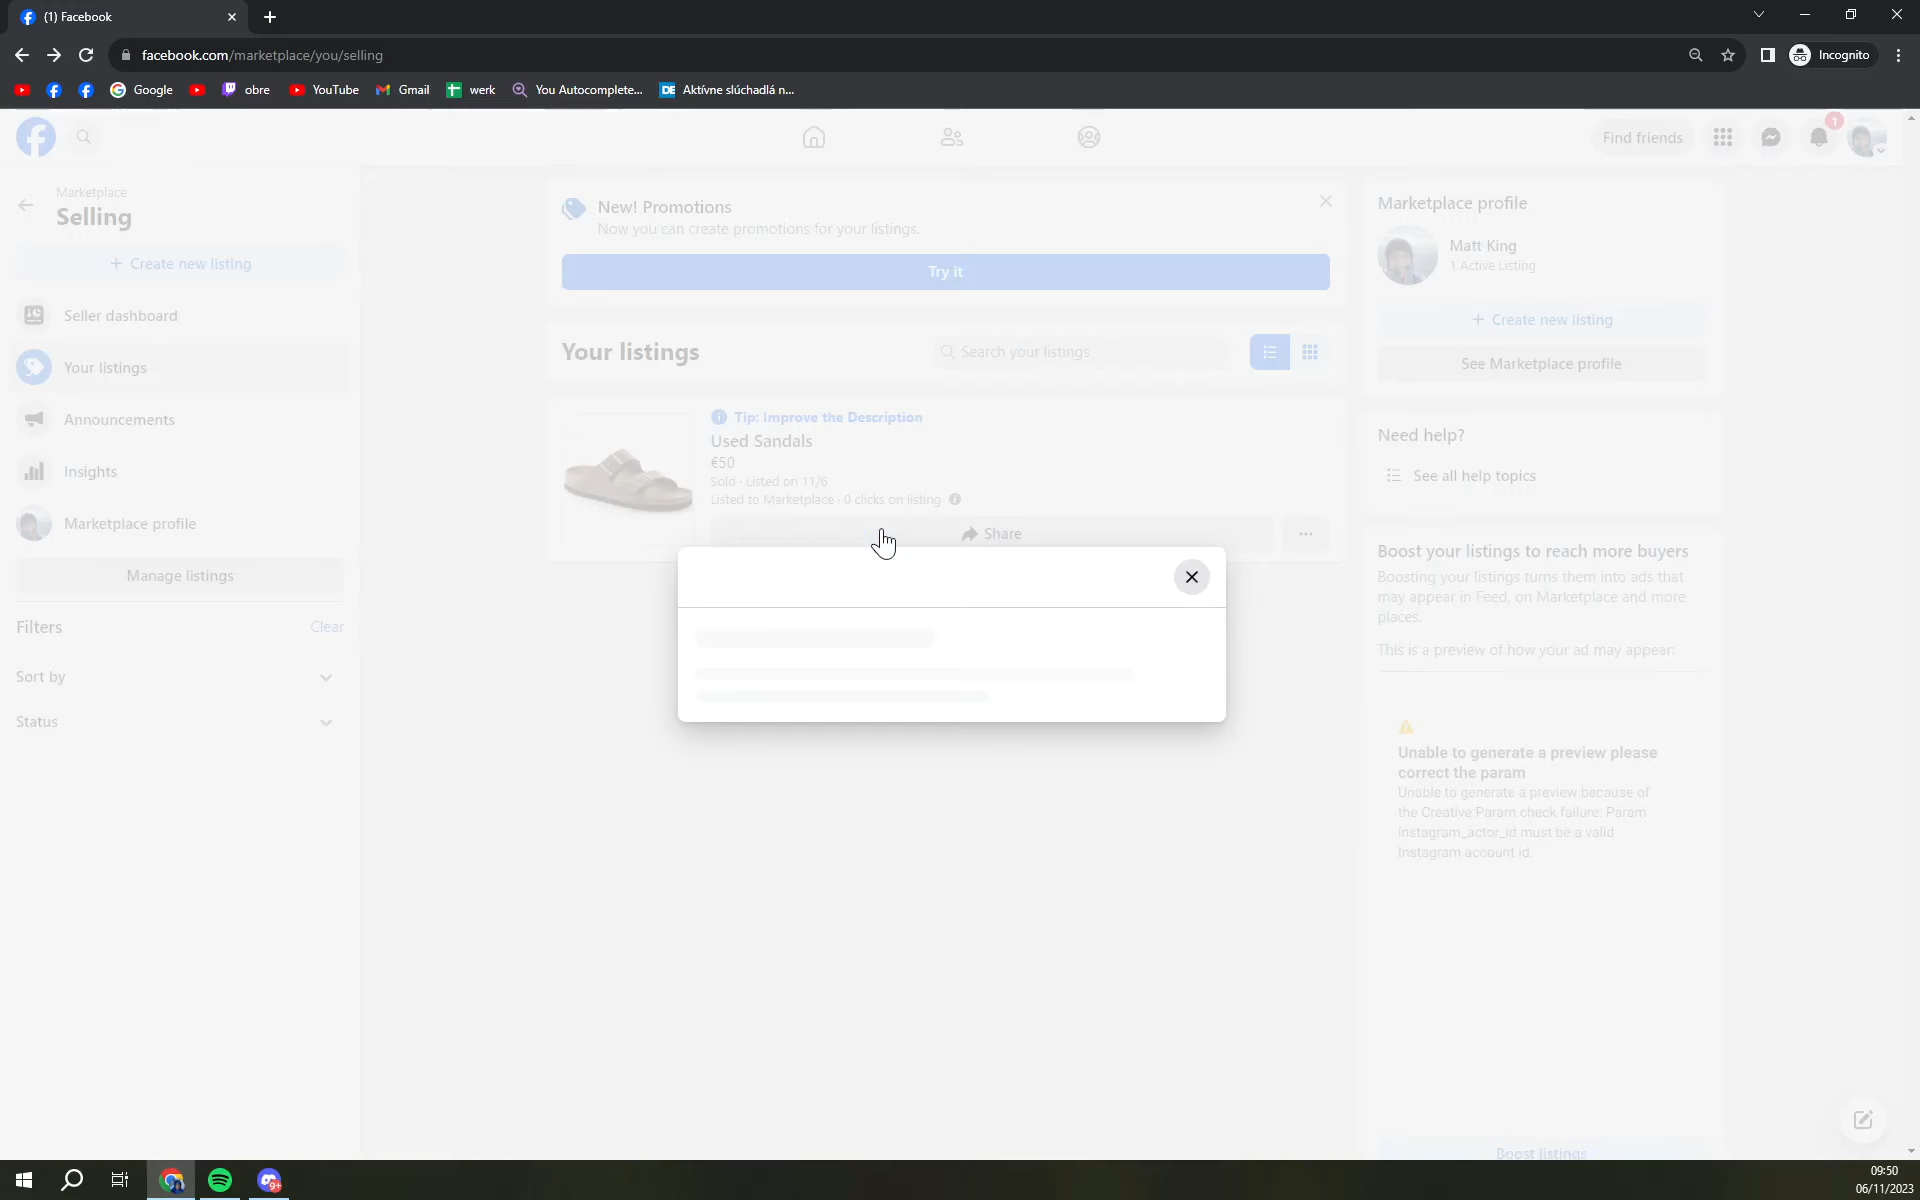 (1) Facebook
facebook.com/marketplace/you/selling
Incognito
Google
obre
YouTube
Gmail
werk
You Autocomplete...
DE
Aktívne slúchadlá n...
Find friends
1
Marketplace
Selling
+ Create new listing
Seller dashboard
Your listings
Announcements
Insights
Marketplace profile
Manage listings
Filters
Clear
Sort by
Status
New! Promotions
Now you can create promotions for your listings.
Try it
Your listings
Search your listings
Tip: Improve the Description
Used Sandals
€50
Sold · Listed on 11/6
Listed to Marketplace · 0 clicks on listing
Share
Marketplace profile
Matt King
1 Active Listing
+ Create new listing
See Marketplace profile
Need help?
See all help topics
Boost your listings to reach more buyers
Boosting your listings turns them into ads that
may appear in Feed, on Marketplace and more
places.
This is a preview of how your ad may appear:
Unable to generate a preview please
correct the param
Unable to generate a preview because of
the Creative Param check failure: Param
instagram_actor_id must be a valid
Instagram account id.
Boost listings
9+
09:50
06/11/2023